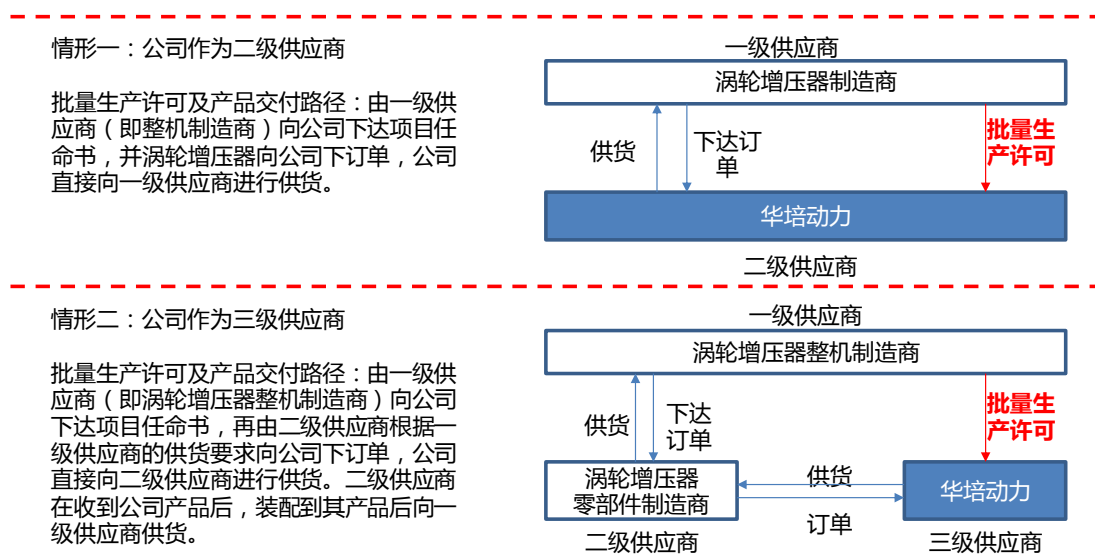 情形一：公司作为二级供应商
批量生产许可及产品交付路径：由一级供
应商（即整机制造商）向公司下达项目任
命书，并涡轮增压器向公司下订单，公司
直接向一级供应商进行供货。
一级供应商
涡轮增压器制造商
供货
下达订
单
批量生
产许可
华培动力
二级供应商
情形二：公司作为三级供应商
批量生产许可及产品交付路径：由一级供
应商（即涡轮增压器整机制造商）向公司
下达项目任命书，再由二级供应商根据一
级供应商的供货要求向公司下订单，公司
直接向二级供应商进行供货。二级供应商
在收到公司产品后，装配到其产品后向一
级供应商供货。
一级供应商
涡轮增压器整机制造商
供货
下达
订单
批量生
产许可
涡轮增压器
零部件制造商
供货
订单
华培动力
二级供应商
三级供应商